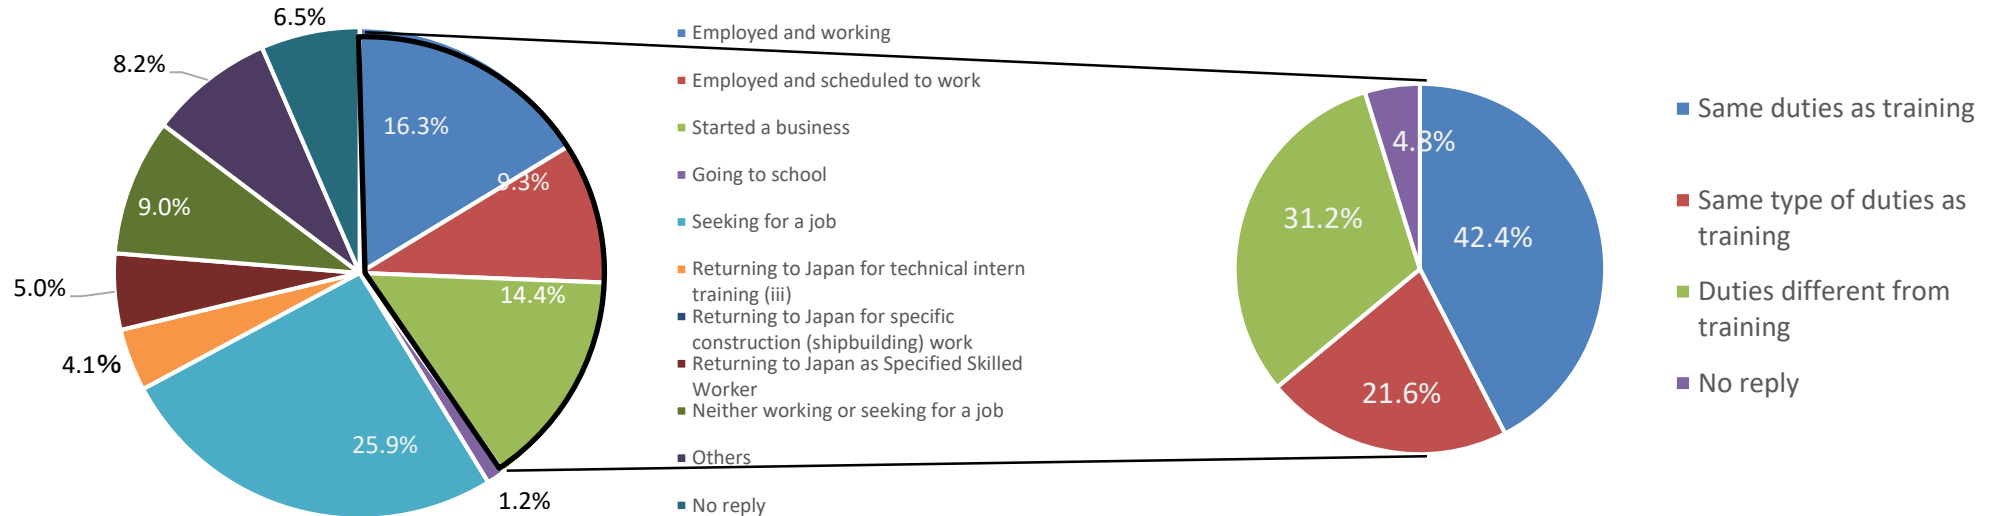 6.5%
8.2%
16.3%
9.3%
9.0%
14.4%
5.0%
4.1%
25.9%
1.2%
Employed and working
Employed and scheduled to work
Started a business
Going to school
Seeking for a job
Returning to Japan for technical intern
training (iii)
Returning to Japan for specific
construction (shipbuilding) work
Returning to Japan as Specified Skilled
Worker
Neither working or seeking for a job
Others
No reply
4.8%
31.2%
42.4%
21.6%
Same duties as training
Same type of duties as
training
Duties different from
training
No reply